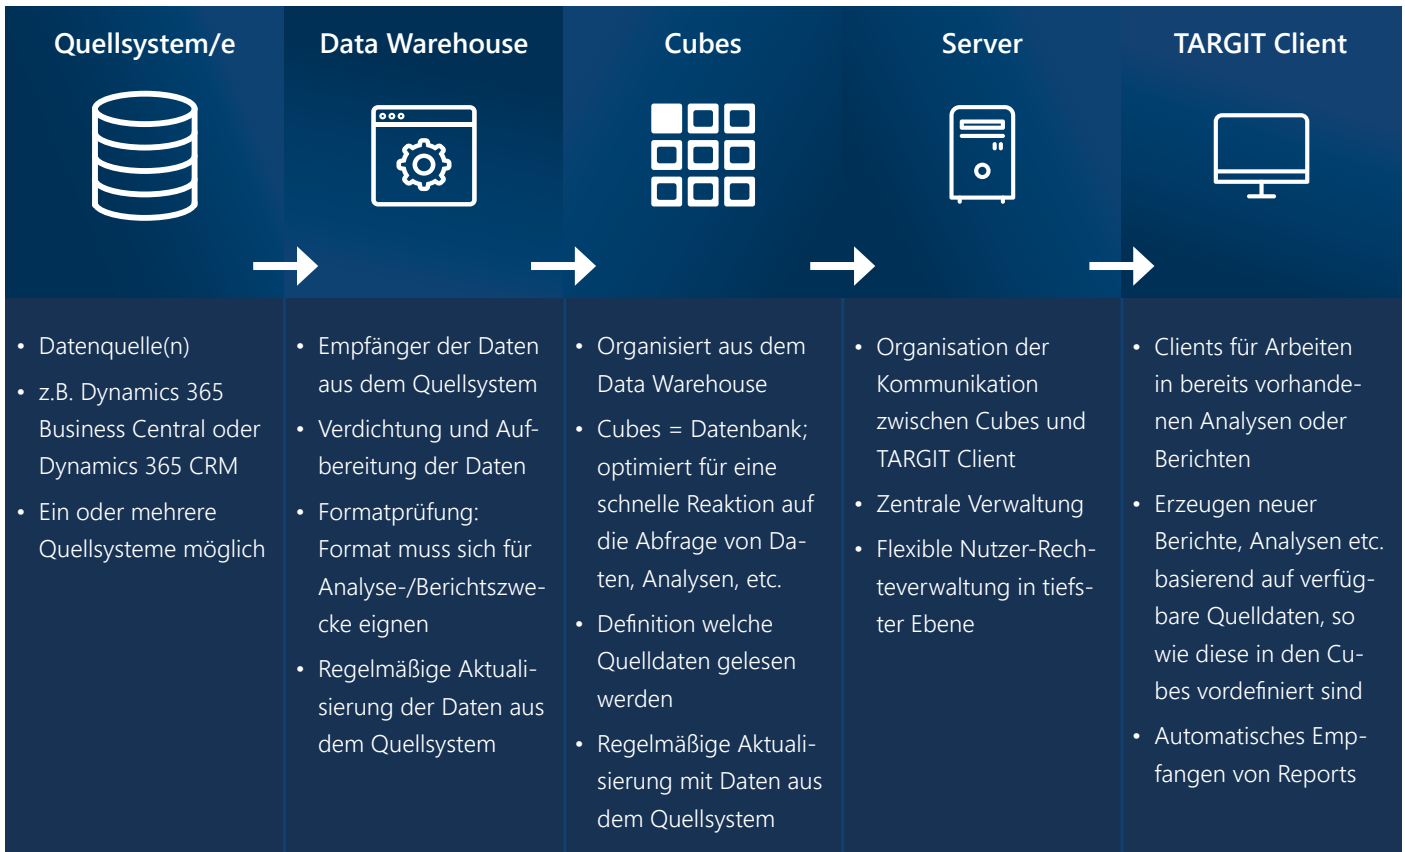 Quellsystem/e
Data Warehouse
Cubes
Server
TARGIT Client
• Datenquelle(n)
• z.B. Dynamics 365
Business Central oder
Dynamics 365 CRM
• Ein oder mehrere
Quellsysteme möglich
• Empfänger der Daten
aus dem Quellsystem
• Verdichtung und Auf-
bereitung der Daten
• Formatprüfung:
Format muss sich für
Analyse-/Berichtszwe-
cke eignen
• Regelmäßige Aktuali-
sierung der Daten aus
dem Quellsystem
• Organisiert aus dem
Data Warehouse
• Cubes = Datenbank;
optimiert für eine
schnelle Reaktion auf
die Abfrage von Da-
ten, Analysen, etc.
• Definition welche
Quelldaten gelesen
werden
• Regelmäßige Aktuali-
sierung mit Daten aus
dem Quellsystem
• Organisation der
Kommunikation
zwischen Cubes und
TARGIT Client
• Zentrale Verwaltung
• Flexible Nutzer-Rech-
teverwaltung in tiefs-
ter Ebene
• Clients für Arbeiten
in bereits vorhande-
nen Analysen oder
Berichten
• Erzeugen neuer
Berichte, Analysen etc.
basierend auf verfüg-
bare Quelldaten, so
wie diese in den Cu-
bes vordefiniert sind
• Automatisches Emp-
fangen von Reports